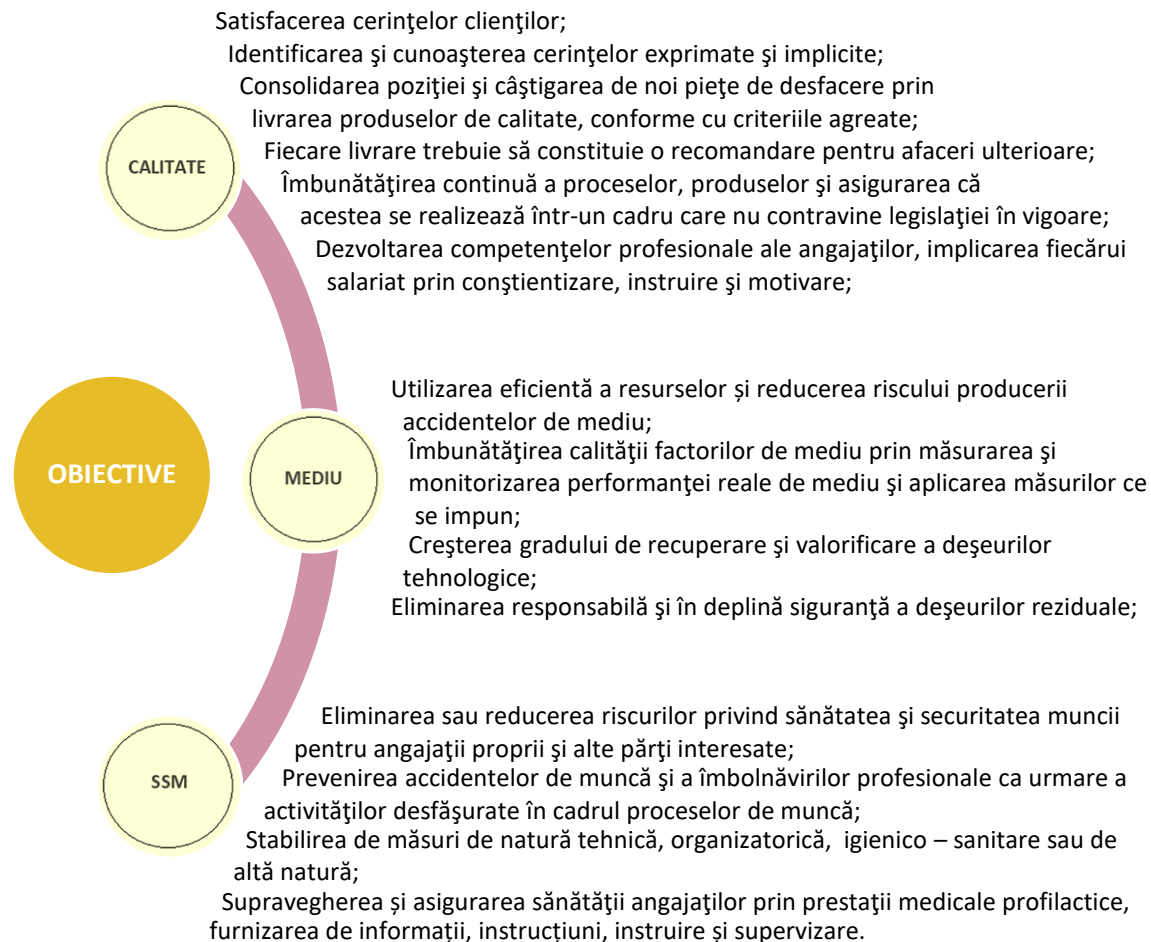 Satisfacerea cerinţelor clienţilor;
Identificarea şi cunoaşterea cerinţelor exprimate şi implicite;
Consolidarea poziţiei şi câştigarea de noi pieţe de desfacere prin
livrarea produselor de calitate, conforme cu criteriile agreate;
Fiecare livrare trebuie să constituie o recomandare pentru afaceri ulterioare;
Îmbunătăţirea continuă a proceselor, produselor şi asigurarea că
acestea se realizează într-un cadru care nu contravine legislaţiei în vigoare;
Dezvoltarea competenţelor profesionale ale angajaţilor, implicarea fiecărui
salariat prin conştientizare, instruire şi motivare;
CALITATE
OBIECTIVE
MEDIU
Utilizarea eficientă a resurselor și reducerea riscului producerii
accidentelor de mediu;
Îmbunătăţirea calităţii factorilor de mediu prin măsurarea şi
monitorizarea performanţei reale de mediu şi aplicarea măsurilor ce
se impun;
Creşterea gradului de recuperare şi valorificare a deşeurilor
tehnologice;
Eliminarea responsabilă şi în deplină siguranţă a deşeurilor reziduale;
SSM
Eliminarea sau reducerea riscurilor privind sănătatea şi securitatea muncii
pentru angajaţii proprii şi alte părţi interesate;
Prevenirea accidentelor de muncă şi a îmbolnăvirilor profesionale ca urmare a
activităţilor desfăşurate în cadrul proceselor de muncă;
Stabilirea de măsuri de natură tehnică, organizatorică, igienico – sanitare sau de
altă natură;
Supravegherea și asigurarea sănătăţii angajaţilor prin prestaţii medicale profilactice,
furnizarea de informații, instrucțiuni, instruire și supervizare.